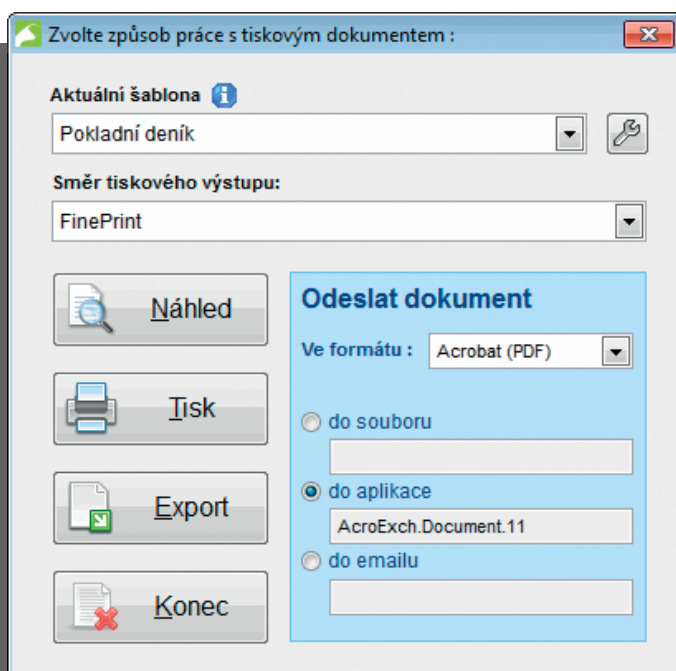 Zvolte způsob práce s tiskovým dokumentem :
Aktuální šablona
Pokladní deník
Směr tiskového výstupu:
FinePrint
Náhled
Tisk
Export
Konec
Odeslat dokument
Ve formátu : Acrobat (PDF)
do souboru
do aplikace
AcroExch.Document.11
do emailu